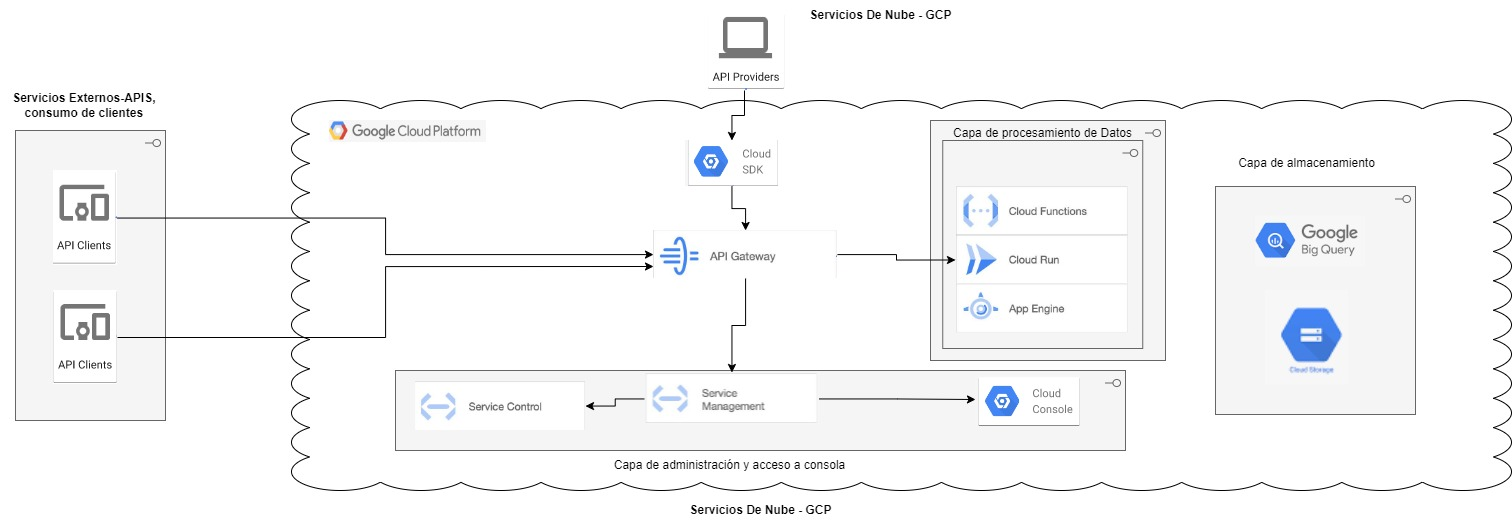 Servicios De Nube - GCP
API Providers
Servicios Externos-APIS,
consumo de clientes
Google Cloud Platform
Capa de procesamiento de Datos
Cloud
SDK
Capa de almacenamiento
API Clients
Cloud Functions
Google
Big Query
API Gateway
Cloud Run
App Engine
API Clients
Cloud Storage
Service Control
Service
Management
Cloud
Console
Capa de administración y acceso a consola
Servicios De Nube - GCP